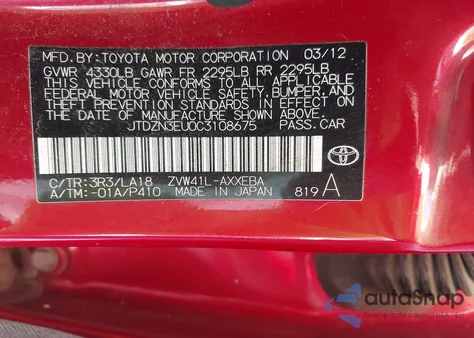 MFD. BY: TOYOTA MOTOR CORPORATION 03/12
GVWR 4330LB GAWR FR 2295LB RR 2295LB
THIS VEHICLE CONFORMS TO ALL APPLICABLE
FEDERAL MOTOR VEHICLE SAFETY, BUMPER, AND
THEFT PREVENTION STANDARDS IN EFFECT ON
THE DATE OF MANUFACTURE SHOWN ABOVE.
JTDZN3EU0C3108675 PASS. CAR
C/TR: 3R3/LA18 ZVW41L-AXXEBA
A/TM: -01A/P410 MADE IN JAPAN 819 A
autoSnap